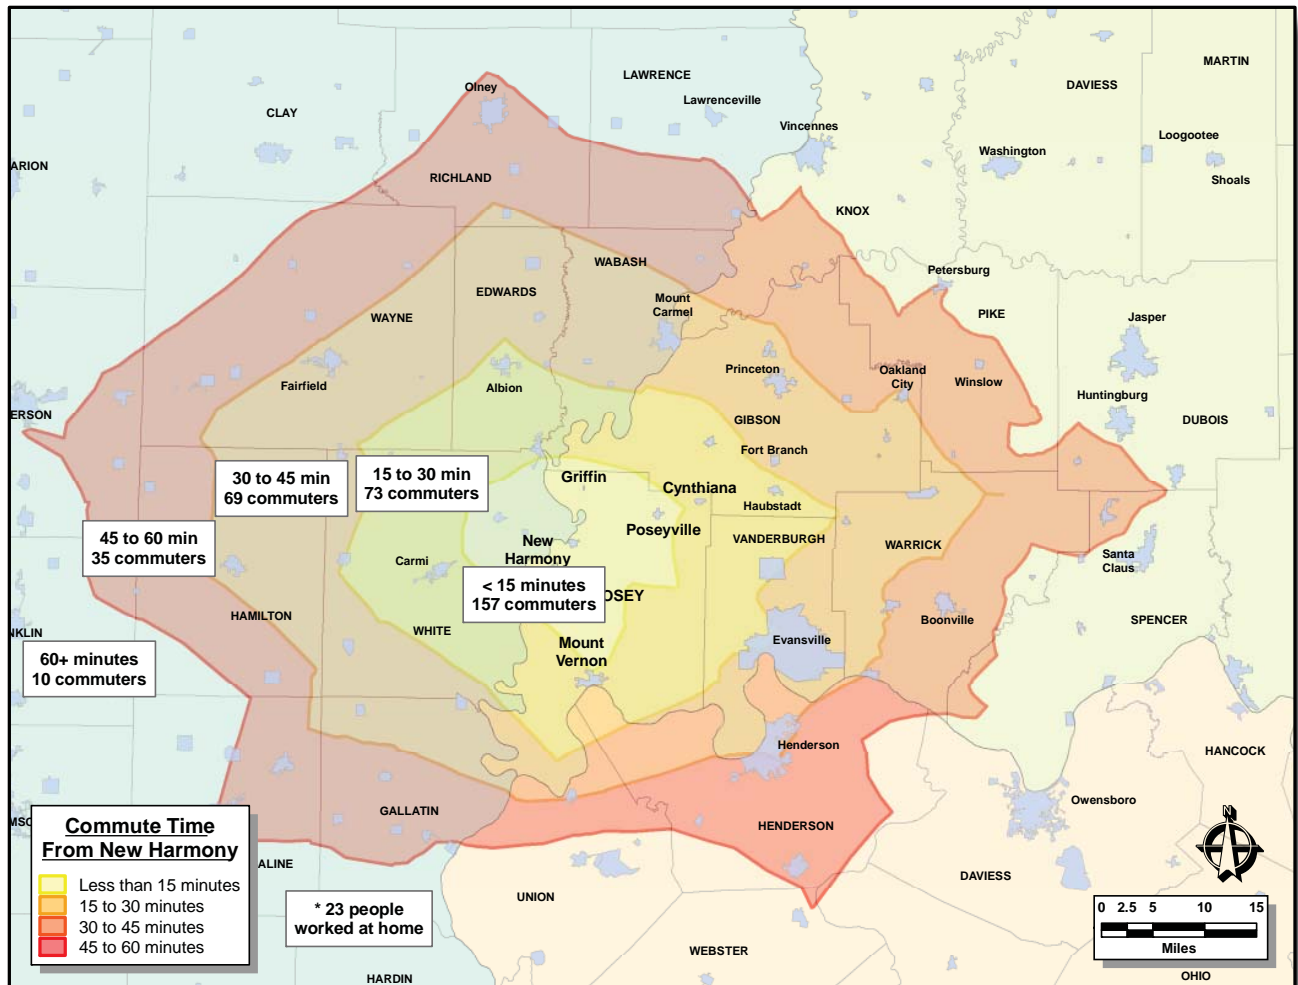 MARTIN
LAWRENCE
DAVIESS
Olney
Lawrenceville
CLAY
Vincennes
Loogootee
Washington
ARION
RICHLAND
Shoals
KNOX
WABASH
Petersburg
EDWARDS
Mount
Carmel
PIKE
WAYNE
Jasper
Princeton
Oakland
City
Winslow
Fairfield
Albion
Huntingburg
ERSON
GIBSON
DUBOIS
Fort Branch
30 to 45 min
69 commuters
15 to 30 min
73 commuters
Griffin
Cynthiana
Haubstadt
45 to 60 min
35 commuters
Poseyville
New
Harmony
VANDERBURGH
WARRICK
Carmi
Santa
Claus
< 15 minutes
157 commuters
OSEY
HAMILTON
WHITE
Boonville
SPENCER
NKLIN
Mount
Vernon
Evansville
60+ minutes
10 commuters
Henderson
HANCOCK
Owensboro
GALLATIN
HENDERSON
MSO
Commute Time
From New Harmony
Less than 15 minutes
15 to 30 minutes
30 to 45 minutes
45 to 60 minutes
ALINE
N
DAVIESS
UNION
* 23 people
worked at home
0 2.5 5 10 15
Miles
WEBSTER
HARDIN
OHIO